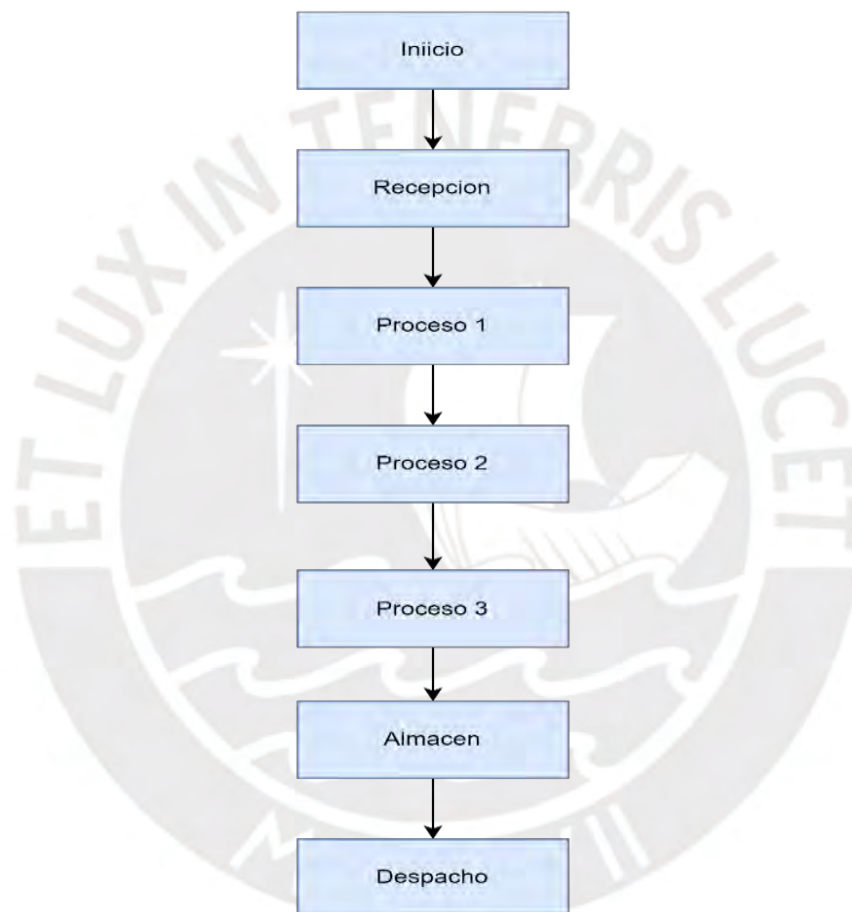 Iniicio
Recepcion
Proceso 1
Proceso 2
Proceso 3
Almacen
Despacho
ET LUX IN TENEBRIS LUCET